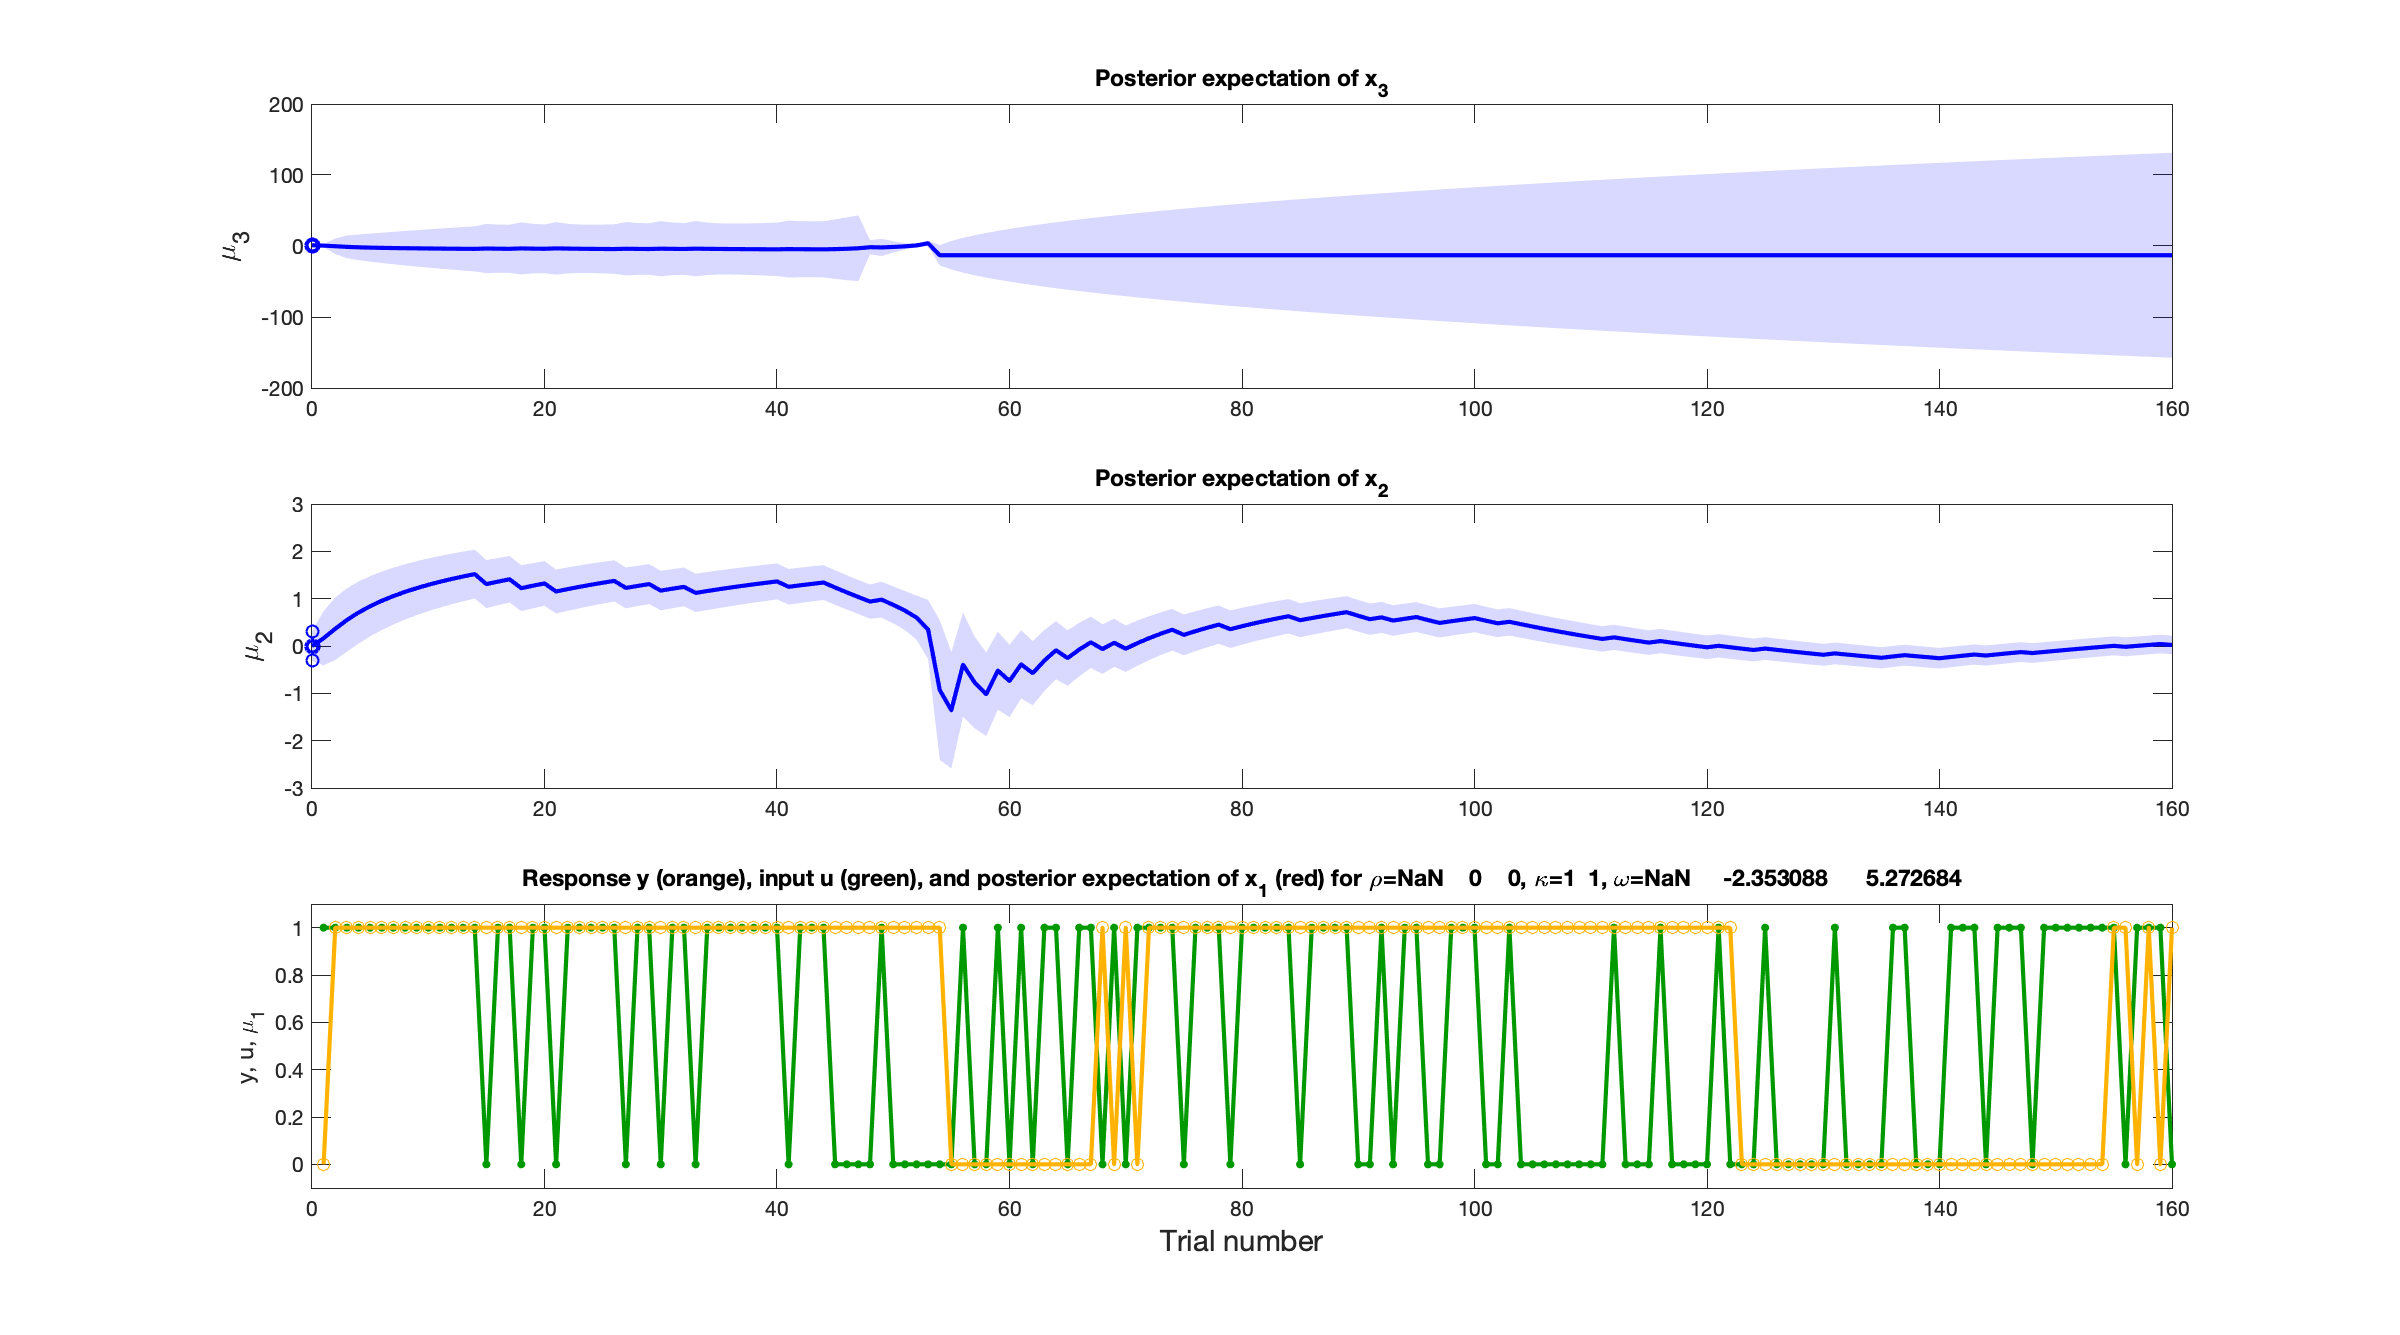 Posterior expectation of x3
200
100
0
-100
-200
μ3
0 20 40 60 80 100 120 140 160
Posterior expectation of x2
3
2
1
0
-1
-2
-3
μ2
0 20 40 60 80 100 120 140 160
Response y (orange), input u (green), and posterior expectation of x1 (red) for ρ=NaN 0 0, κ=1 1, ω=NaN -2.353088 5.272684
1
0.8
0.6
0.4
0.2
0
y, u, μ1
0 20 40 60 80 100 120 140 160
Trial number